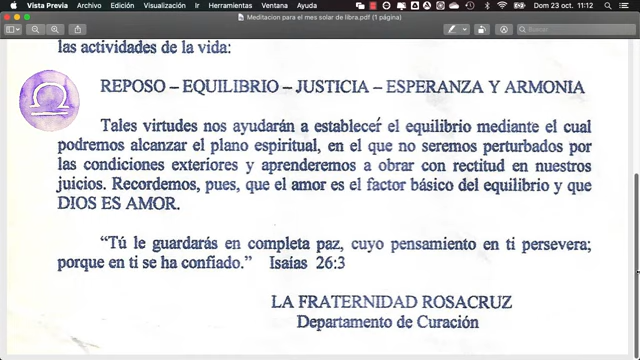 Vista Previa Archivo Edición Visualización Ir Herramientas Ventana Ayuda Dom 23 oct. 11:12
Meditacion para el mes solar de libra.pdf (1 página)
Buscar
las actividades de la vida:
REPOSO – EQUILIBRIO – JUSTICIA – ESPERANZA Y ARMONIA
Tales virtudes nos ayudarán a establecer el equilibrio mediante el cual
podremos alcanzar el plano espiritual, en el que no seremos perturbados por
las condiciones exteriores y aprenderemos a obrar con rectitud en nuestros
juicios. Recordemos, pues, que el amor es el factor básico del equilibrio y que
DIOS ES AMOR.
“Tú le guardarás en completa paz, cuyo pensamiento en ti persevera;
porque en ti se ha confiado.” Isaías 26:3
LA FRATERNIDAD ROSACRUZ
Departamento de Curación